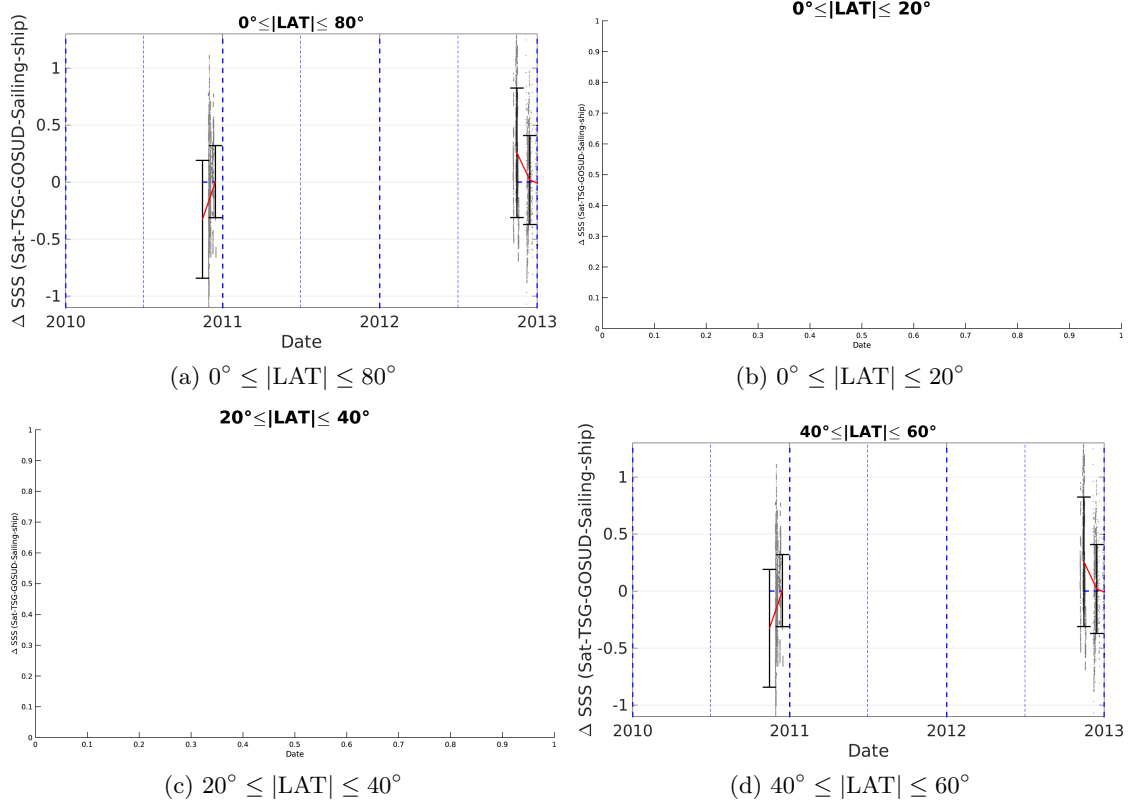 0°≤|LAT|≤ 80°
Δ SSS (Sat-TSG-GOSUD-Sailing-ship)
1
0.5
0
-0.5
-1
2010 2011 2012 2013
Date
(a) 0° ≤ |LAT| ≤ 80°
0°≤|LAT|≤ 20°
Δ SSS (Sat-TSG-GOSUD-Sailing-ship)
1
0.9
0.8
0.7
0.6
0.5
0.4
0.3
0.2
0.1
0
0 0.1 0.2 0.3 0.4 0.5 0.6 0.7 0.8 0.9 1
Date
(b) 0° ≤ |LAT| ≤ 20°
20°≤|LAT|≤ 40°
Δ SSS (Sat-TSG-GOSUD-Sailing-ship)
1
0.9
0.8
0.7
0.6
0.5
0.4
0.3
0.2
0.1
0
0 0.1 0.2 0.3 0.4 0.5 0.6 0.7 0.8 0.9 1
Date
(c) 20° ≤ |LAT| ≤ 40°
40°≤|LAT|≤ 60°
Δ SSS (Sat-TSG-GOSUD-Sailing-ship)
1
0.5
0
-0.5
-1
2010 2011 2012 2013
Date
(d) 40° ≤ |LAT| ≤ 60°